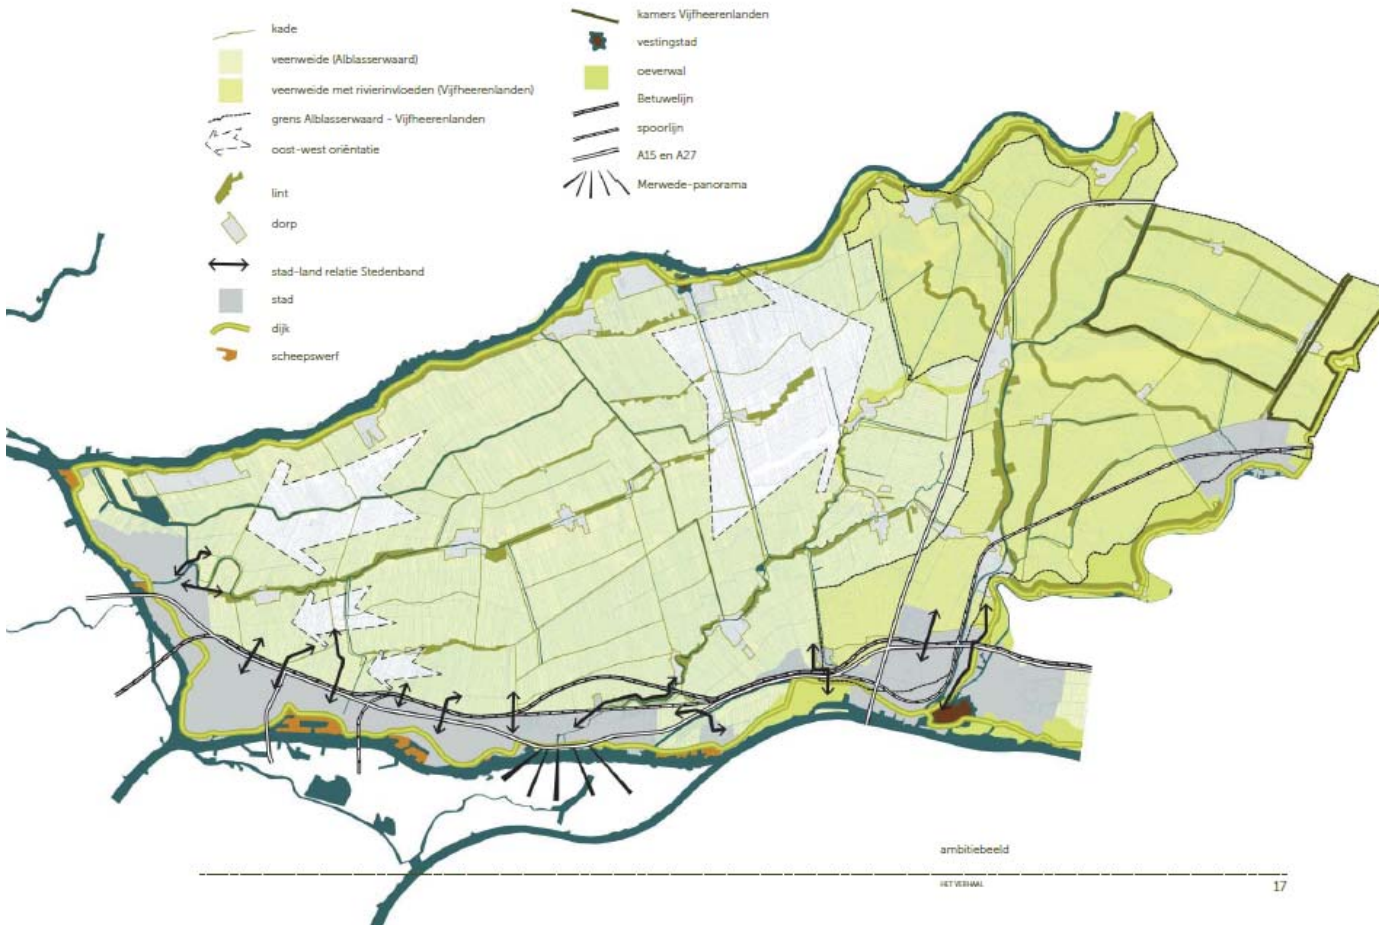 kade
veenweide (Alblasserwaard)
veenweide met rivierinvloeden (Vijfheerenlanden)
grens Alblasserwaard - Vijfheerenlanden
oost-west oriëntatie
lint
dorp
stad-land relatie Stedenband
stad
dijk
scheepswerf
kamers Vijfheerenlanden
vestingstad
oeverwal
Betuwelijn
spoorlijn
A15 en A27
Merwede-panorama
ambitiebeeld
HET VERHAAL
17